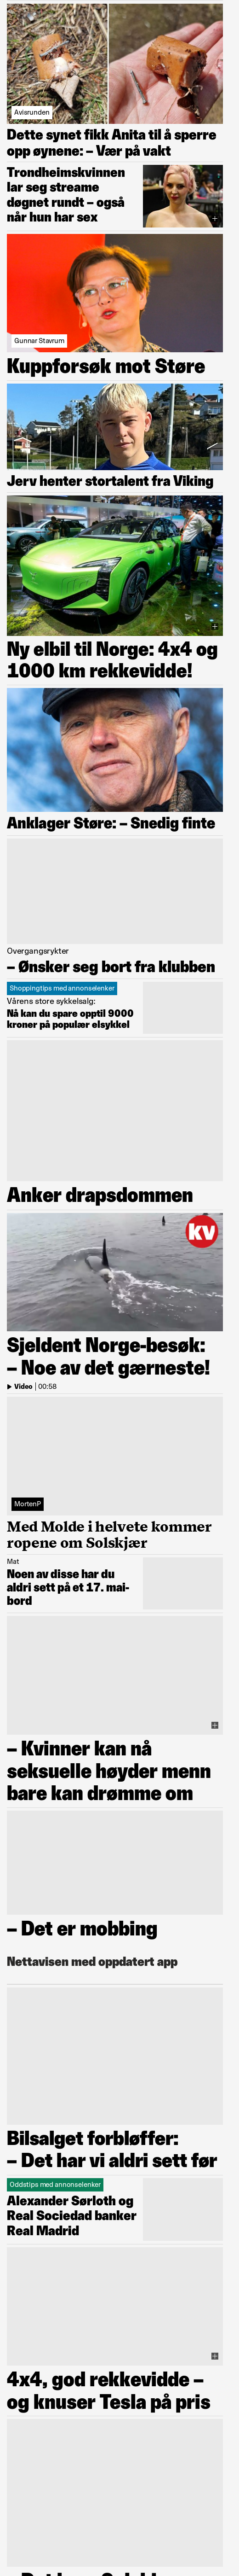 Avisrunden
Dette synet fikk Anita til å sperre
opp øynene: – Vær på vakt
Trondheimskvinnen
lar seg streame
døgnet rundt – også
når hun har sex
Gunnar Stavrum
Kuppforsøk mot Støre
Jerv henter stortalent fra Viking
Ny elbil til Norge: 4x4 og
1000 km rekkevidde!
Anklager Støre: – Snedig finte
Overgangsrykter
– Ønsker seg bort fra klubben
Shoppingtips med annonselenker
Vårens store sykkelsalg:
Nå kan du spare opptil 9000
kroner på populær elsykkel
Anker drapsdommen
kv
Sjeldent Norge-besøk:
– Noe av det gærneste!
Video | 00:58
MortenP
Med Molde i helvete kommer
ropene om Solskjær
Mat
Noen av disse har du
aldri sett på et 17. mai-
bord
– Kvinner kan nå
seksuelle høyder menn
bare kan drømme om
– Det er mobbing
Nettavisen med oppdatert app
Bilsalget forbløffer:
– Det har vi aldri sett før
Oddstips med annonselenker
Alexander Sørloth og
Real Sociedad banker
Real Madrid
4x4, god rekkevidde –
og knuser Tesla på pris